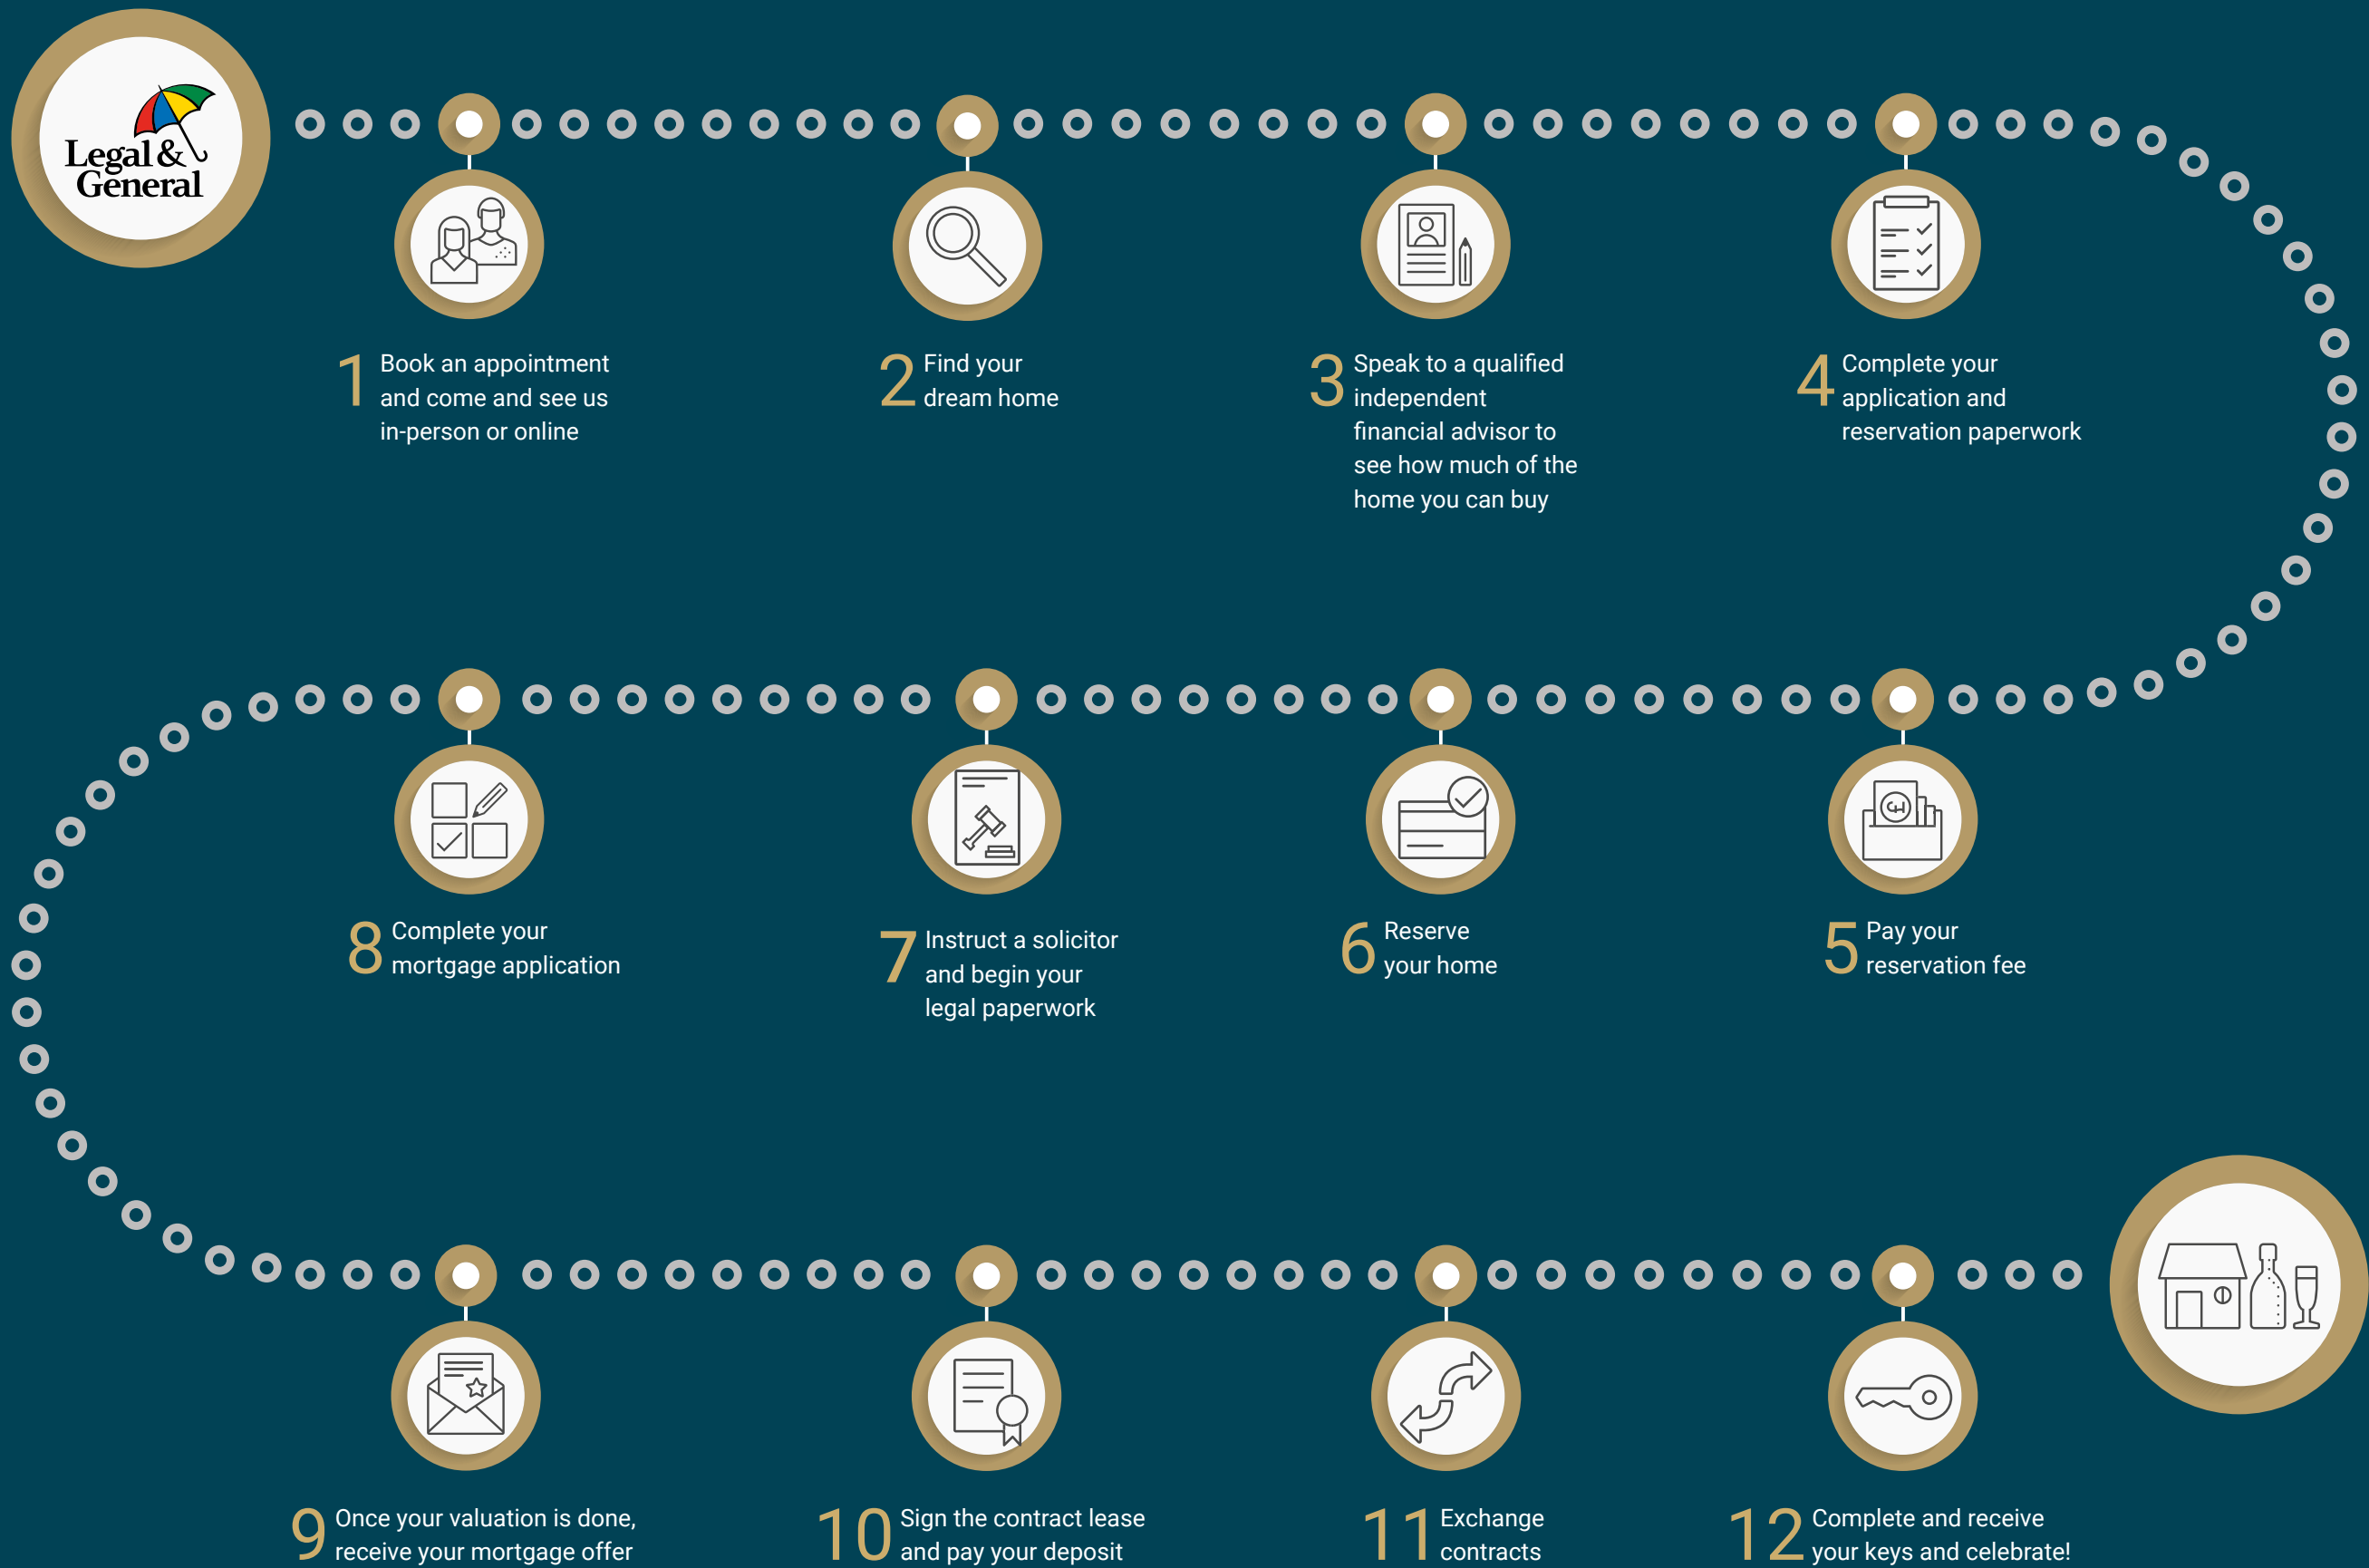 Legal &
General
1 Book an appointment
and come and see us
in-person or online
2 Find your
dream home
3 Speak to a qualified
independent
financial advisor to
see how much of the
home you can buy
4 Complete your
application and
reservation paperwork
5 Pay your
reservation fee
6 Reserve
your home
7 Instruct a solicitor
and begin your
legal paperwork
8 Complete your
mortgage application
9 Once your valuation is done,
receive your mortgage offer
10 Sign the contract lease
and pay your deposit
11 Exchange
contracts
12 Complete and receive
your keys and celebrate!